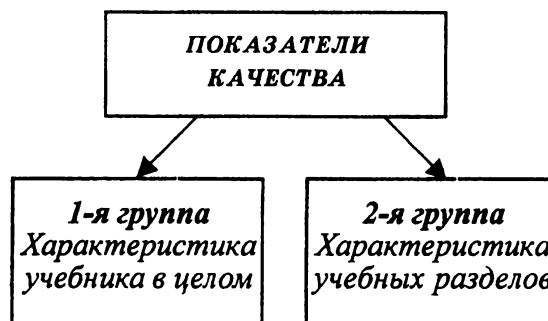 ПОКАЗАТЕЛИ
КАЧЕСТВА
1-я группа
Характеристика
учебника в целом
2-я группа
Характеристика
учебных разделов